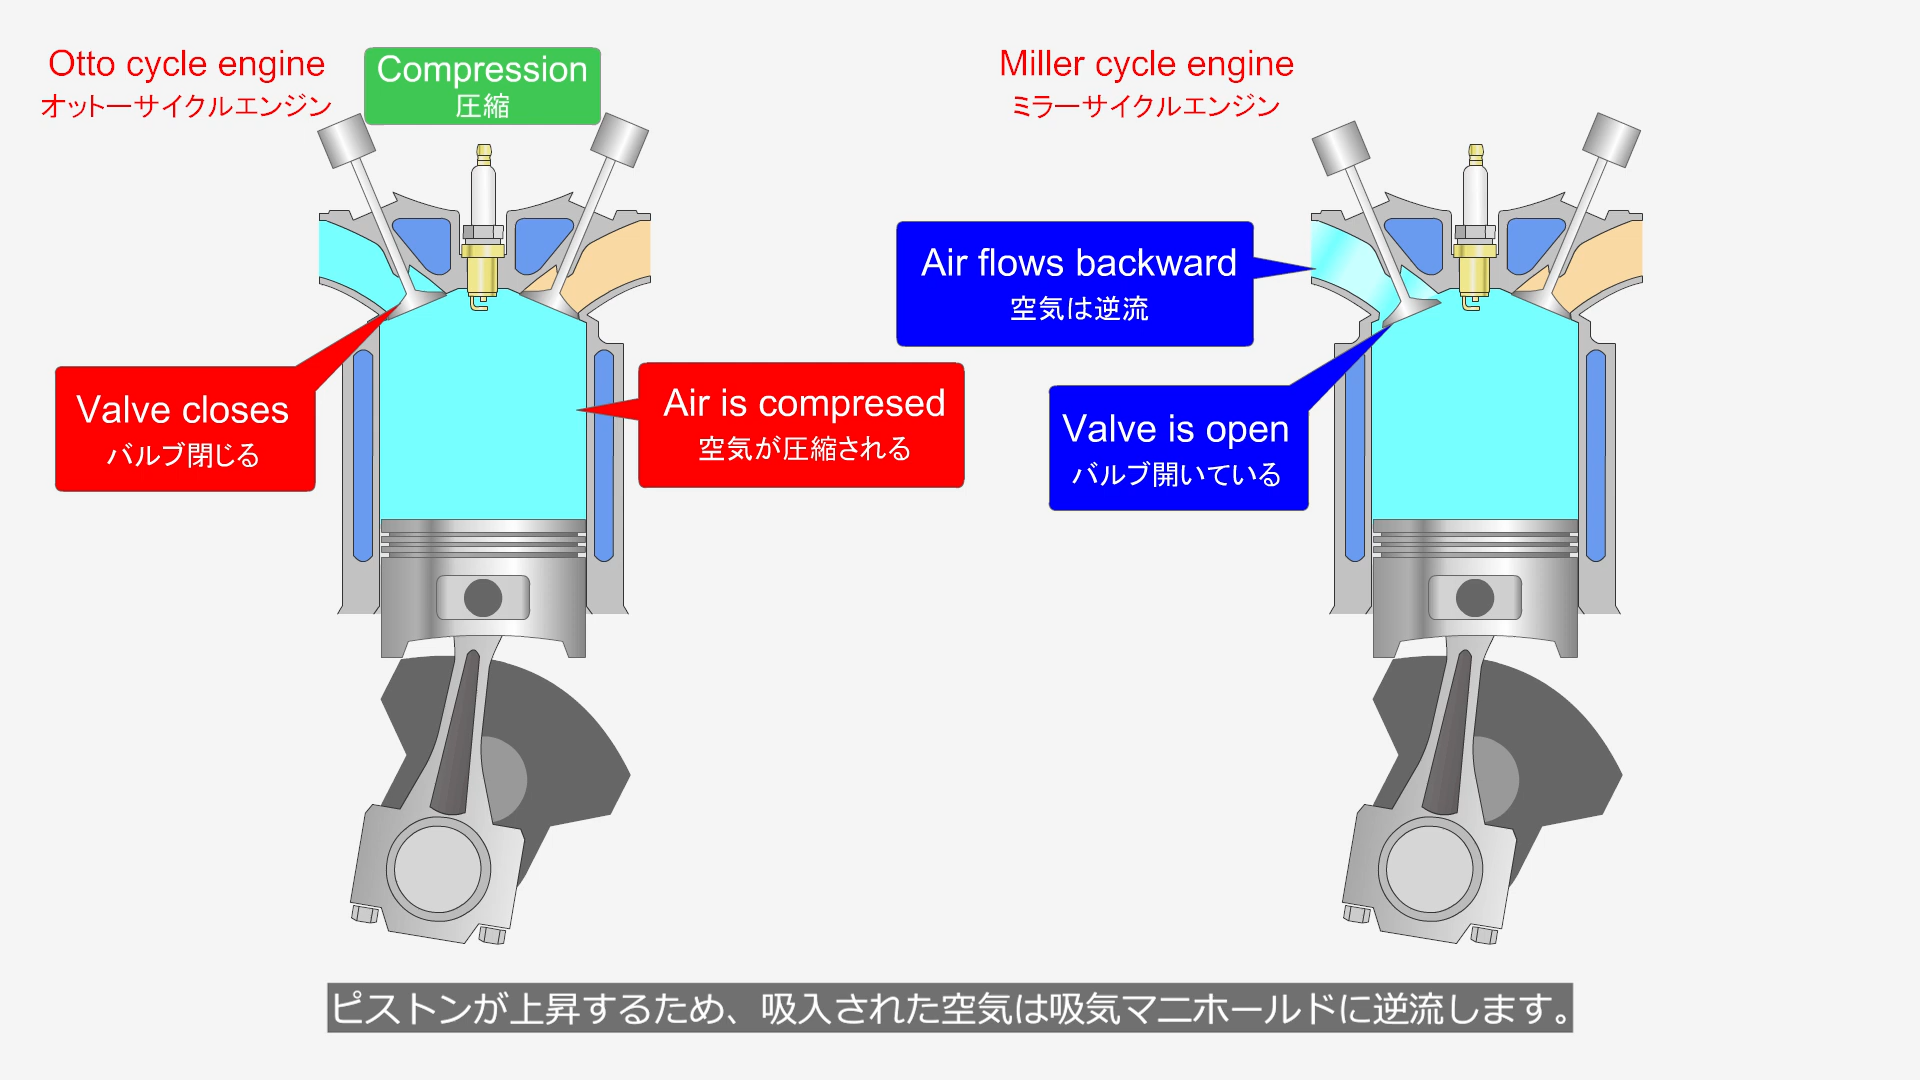 Otto cycle engine
オットーサイクルエンジン
Compression
圧縮
Miller cycle engine
ミラーサイクルエンジン
Air flows backward
空気は逆流
Valve closes
バルブ閉じる
Air is compresed
空気が圧縮される
Valve is open
バルブ開いている
ピストンが上昇するため、吸入された空気は吸気マニホールドに逆流します。